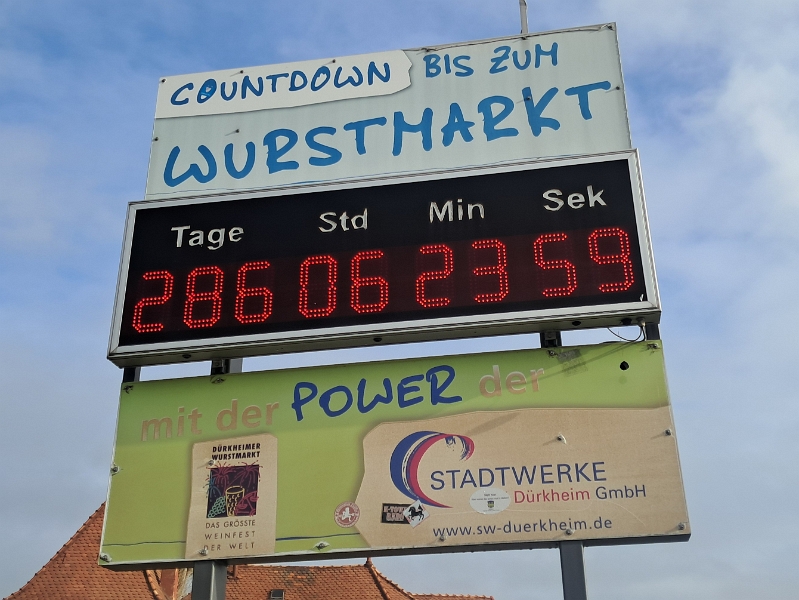 COUNTDOWN BIS ZUM
WURSTMARKT
Tage Std Min Sek
286 06 23 59
mit der POWER der
DÜRKHEIMER
WURSTMARKT
DAS GRÖSSTE
WEINFEST
DER WELT
STADTWERKE
Dürkheim GmbH
www.sw-duerkheim.de